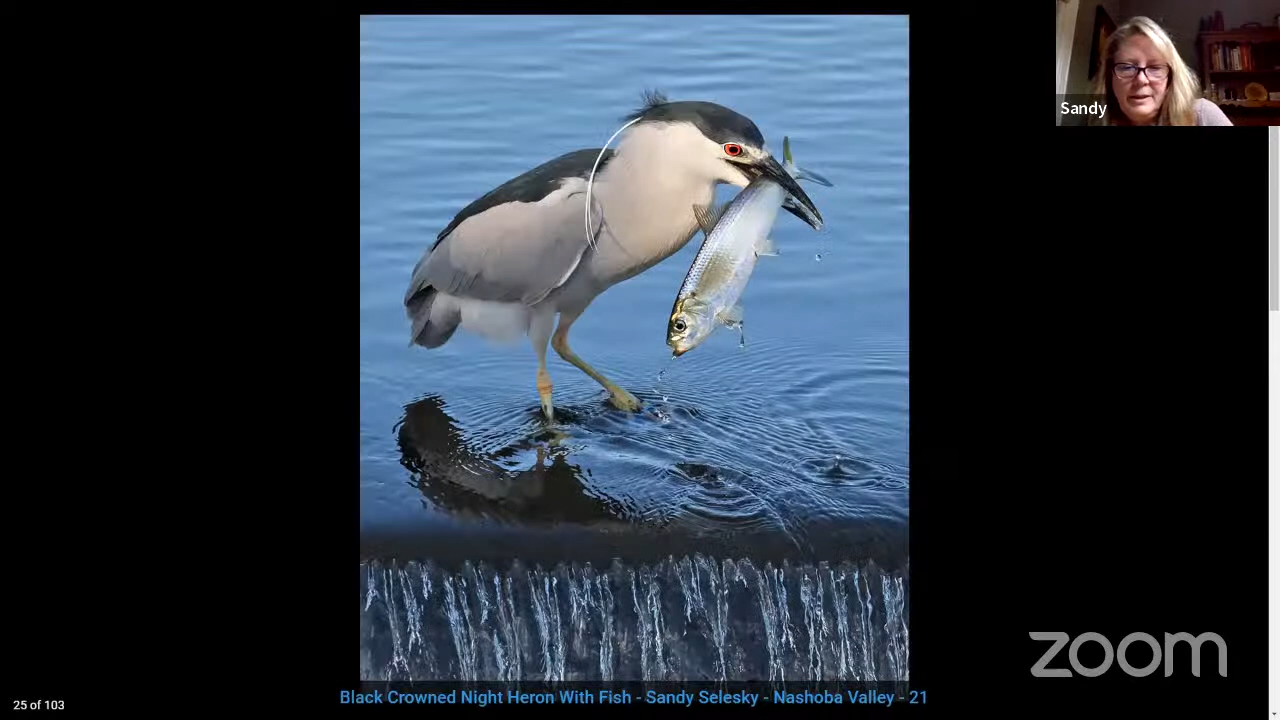 Sandy
zoom
Black Crowned Night Heron With Fish - Sandy Selesky - Nashoba Valley - 21
25 of 103